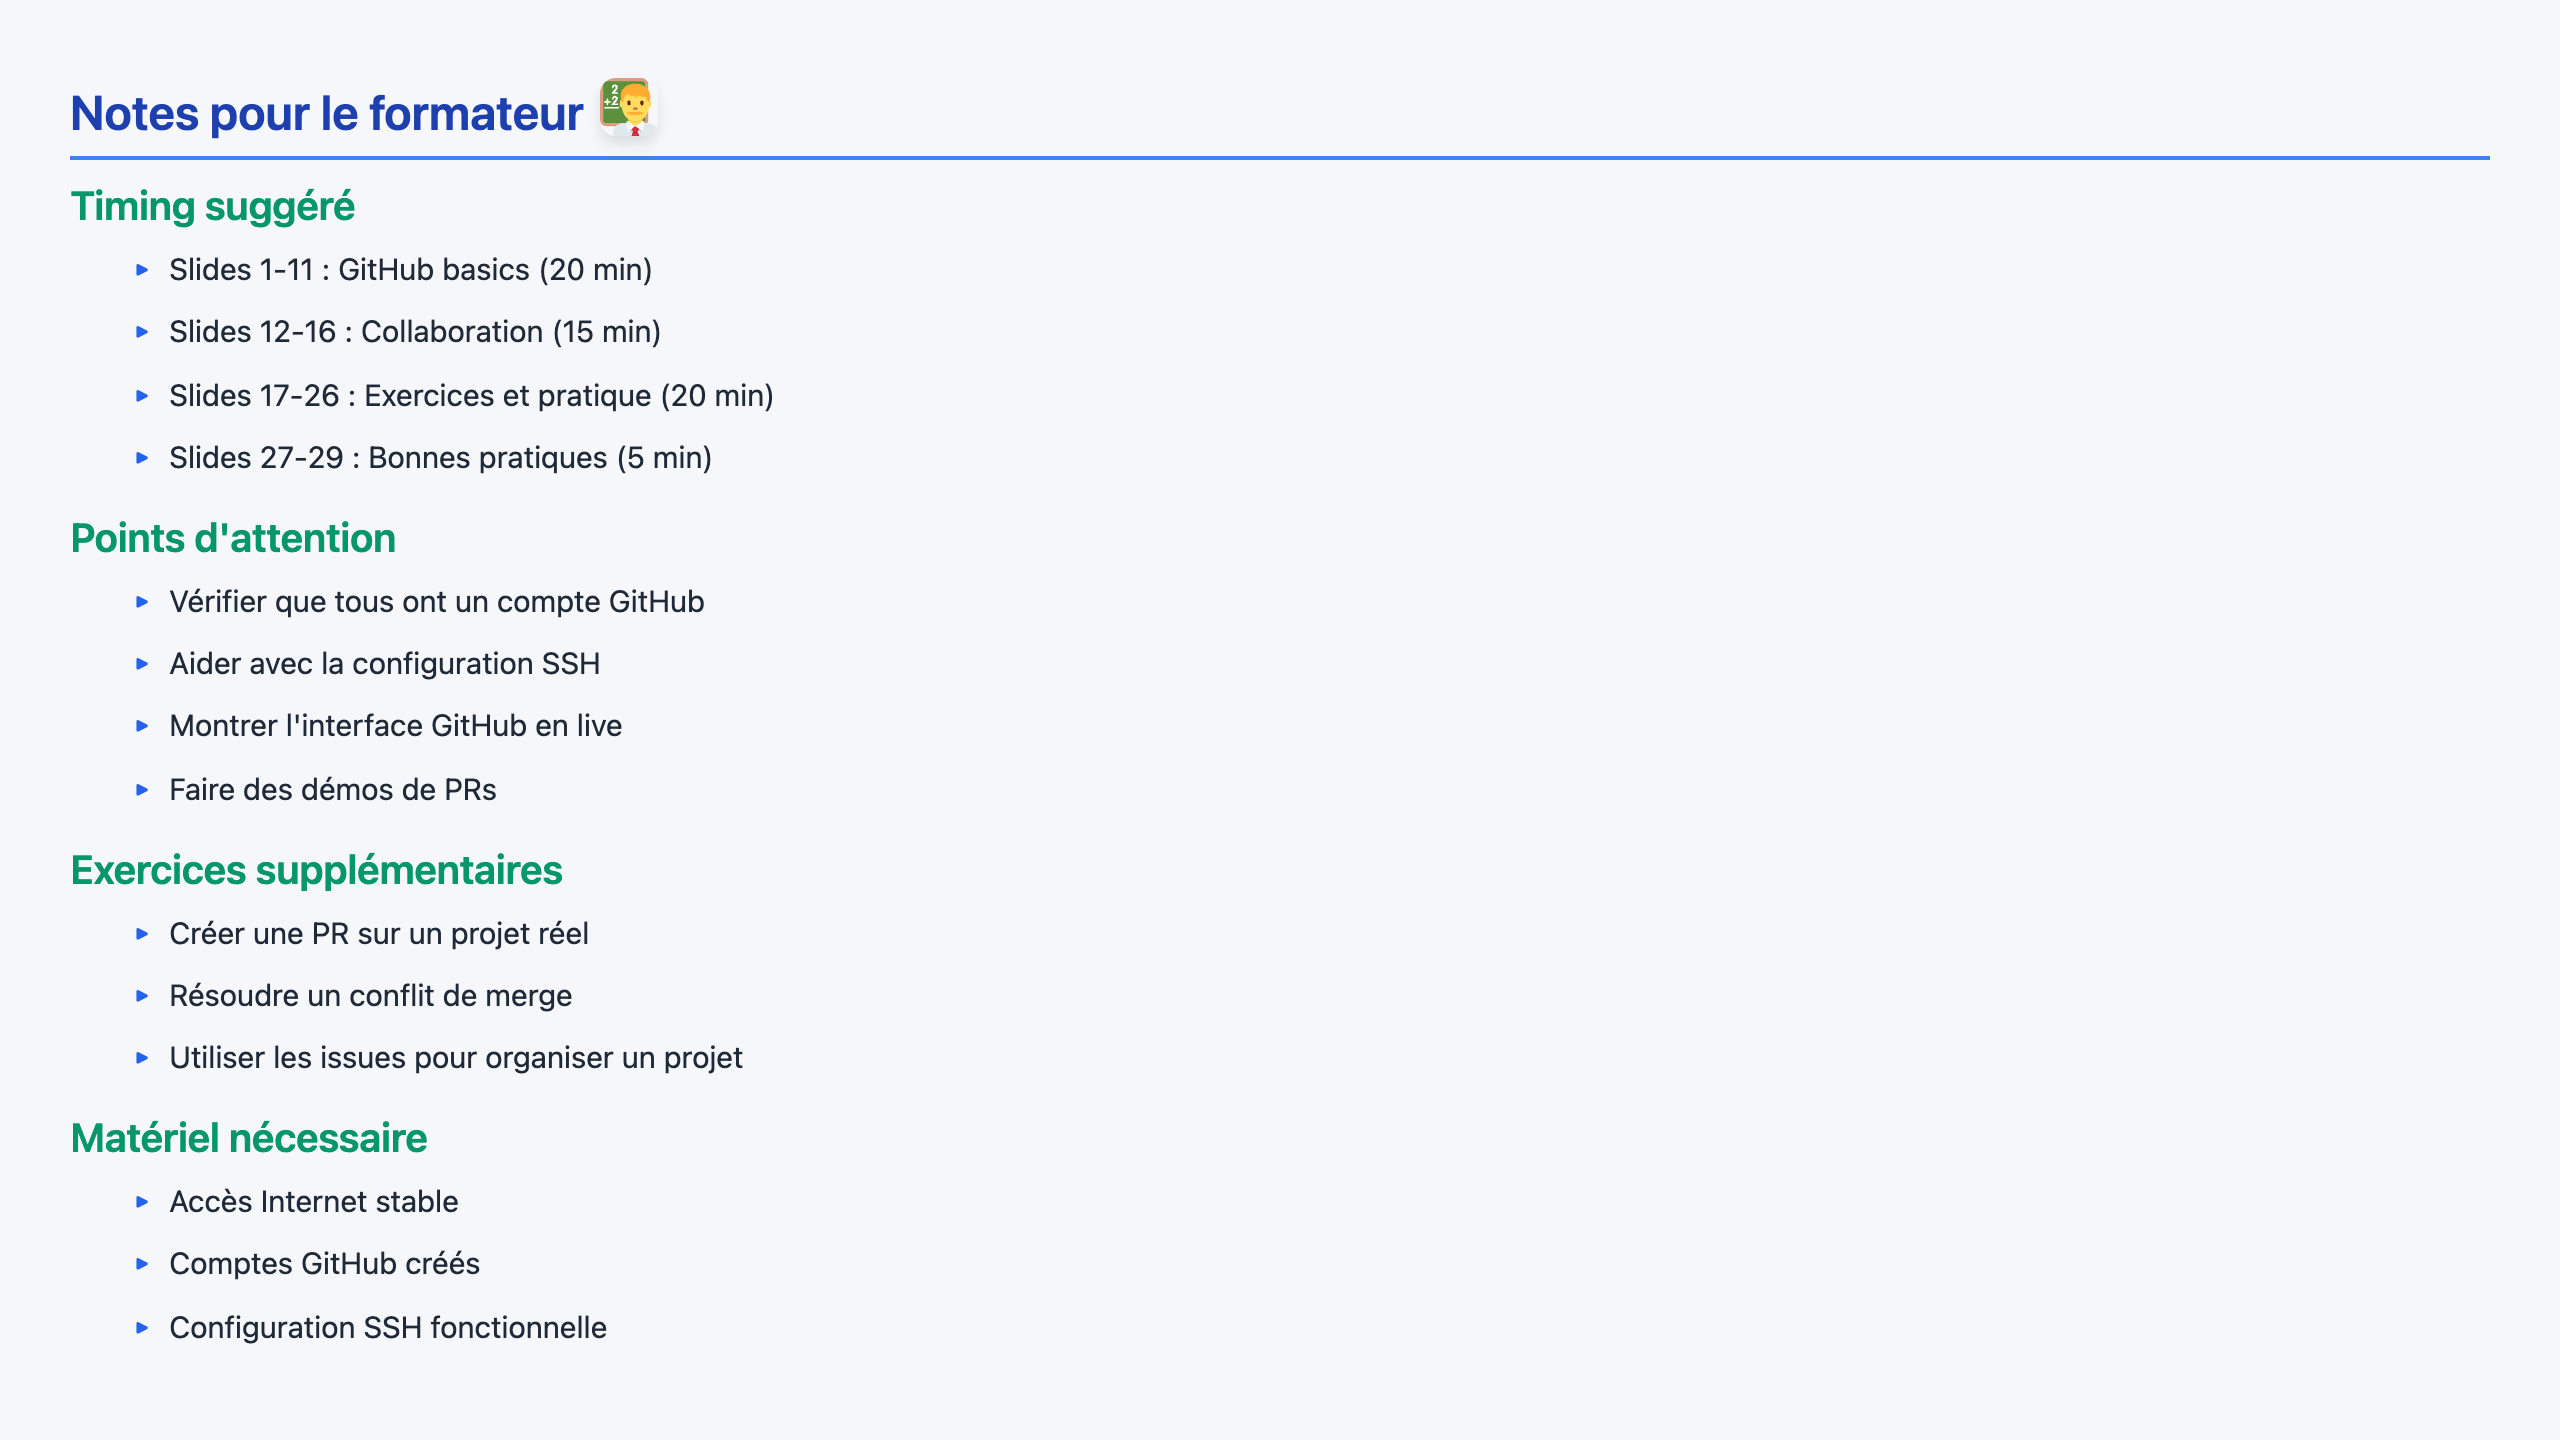 Notes pour le formateur
2
+2
Timing suggéré
Slides 1-11 : GitHub basics (20 min)
Slides 12-16 : Collaboration (15 min)
Slides 17-26 : Exercices et pratique (20 min)
Slides 27-29 : Bonnes pratiques (5 min)
Points d'attention
Vérifier que tous ont un compte GitHub
Aider avec la configuration SSH
Montrer l'interface GitHub en live
Faire des démos de PRs
Exercices supplémentaires
Créer une PR sur un projet réel
Résoudre un conflit de merge
Utiliser les issues pour organiser un projet
Matériel nécessaire
Accès Internet stable
Comptes GitHub créés
Configuration SSH fonctionnelle